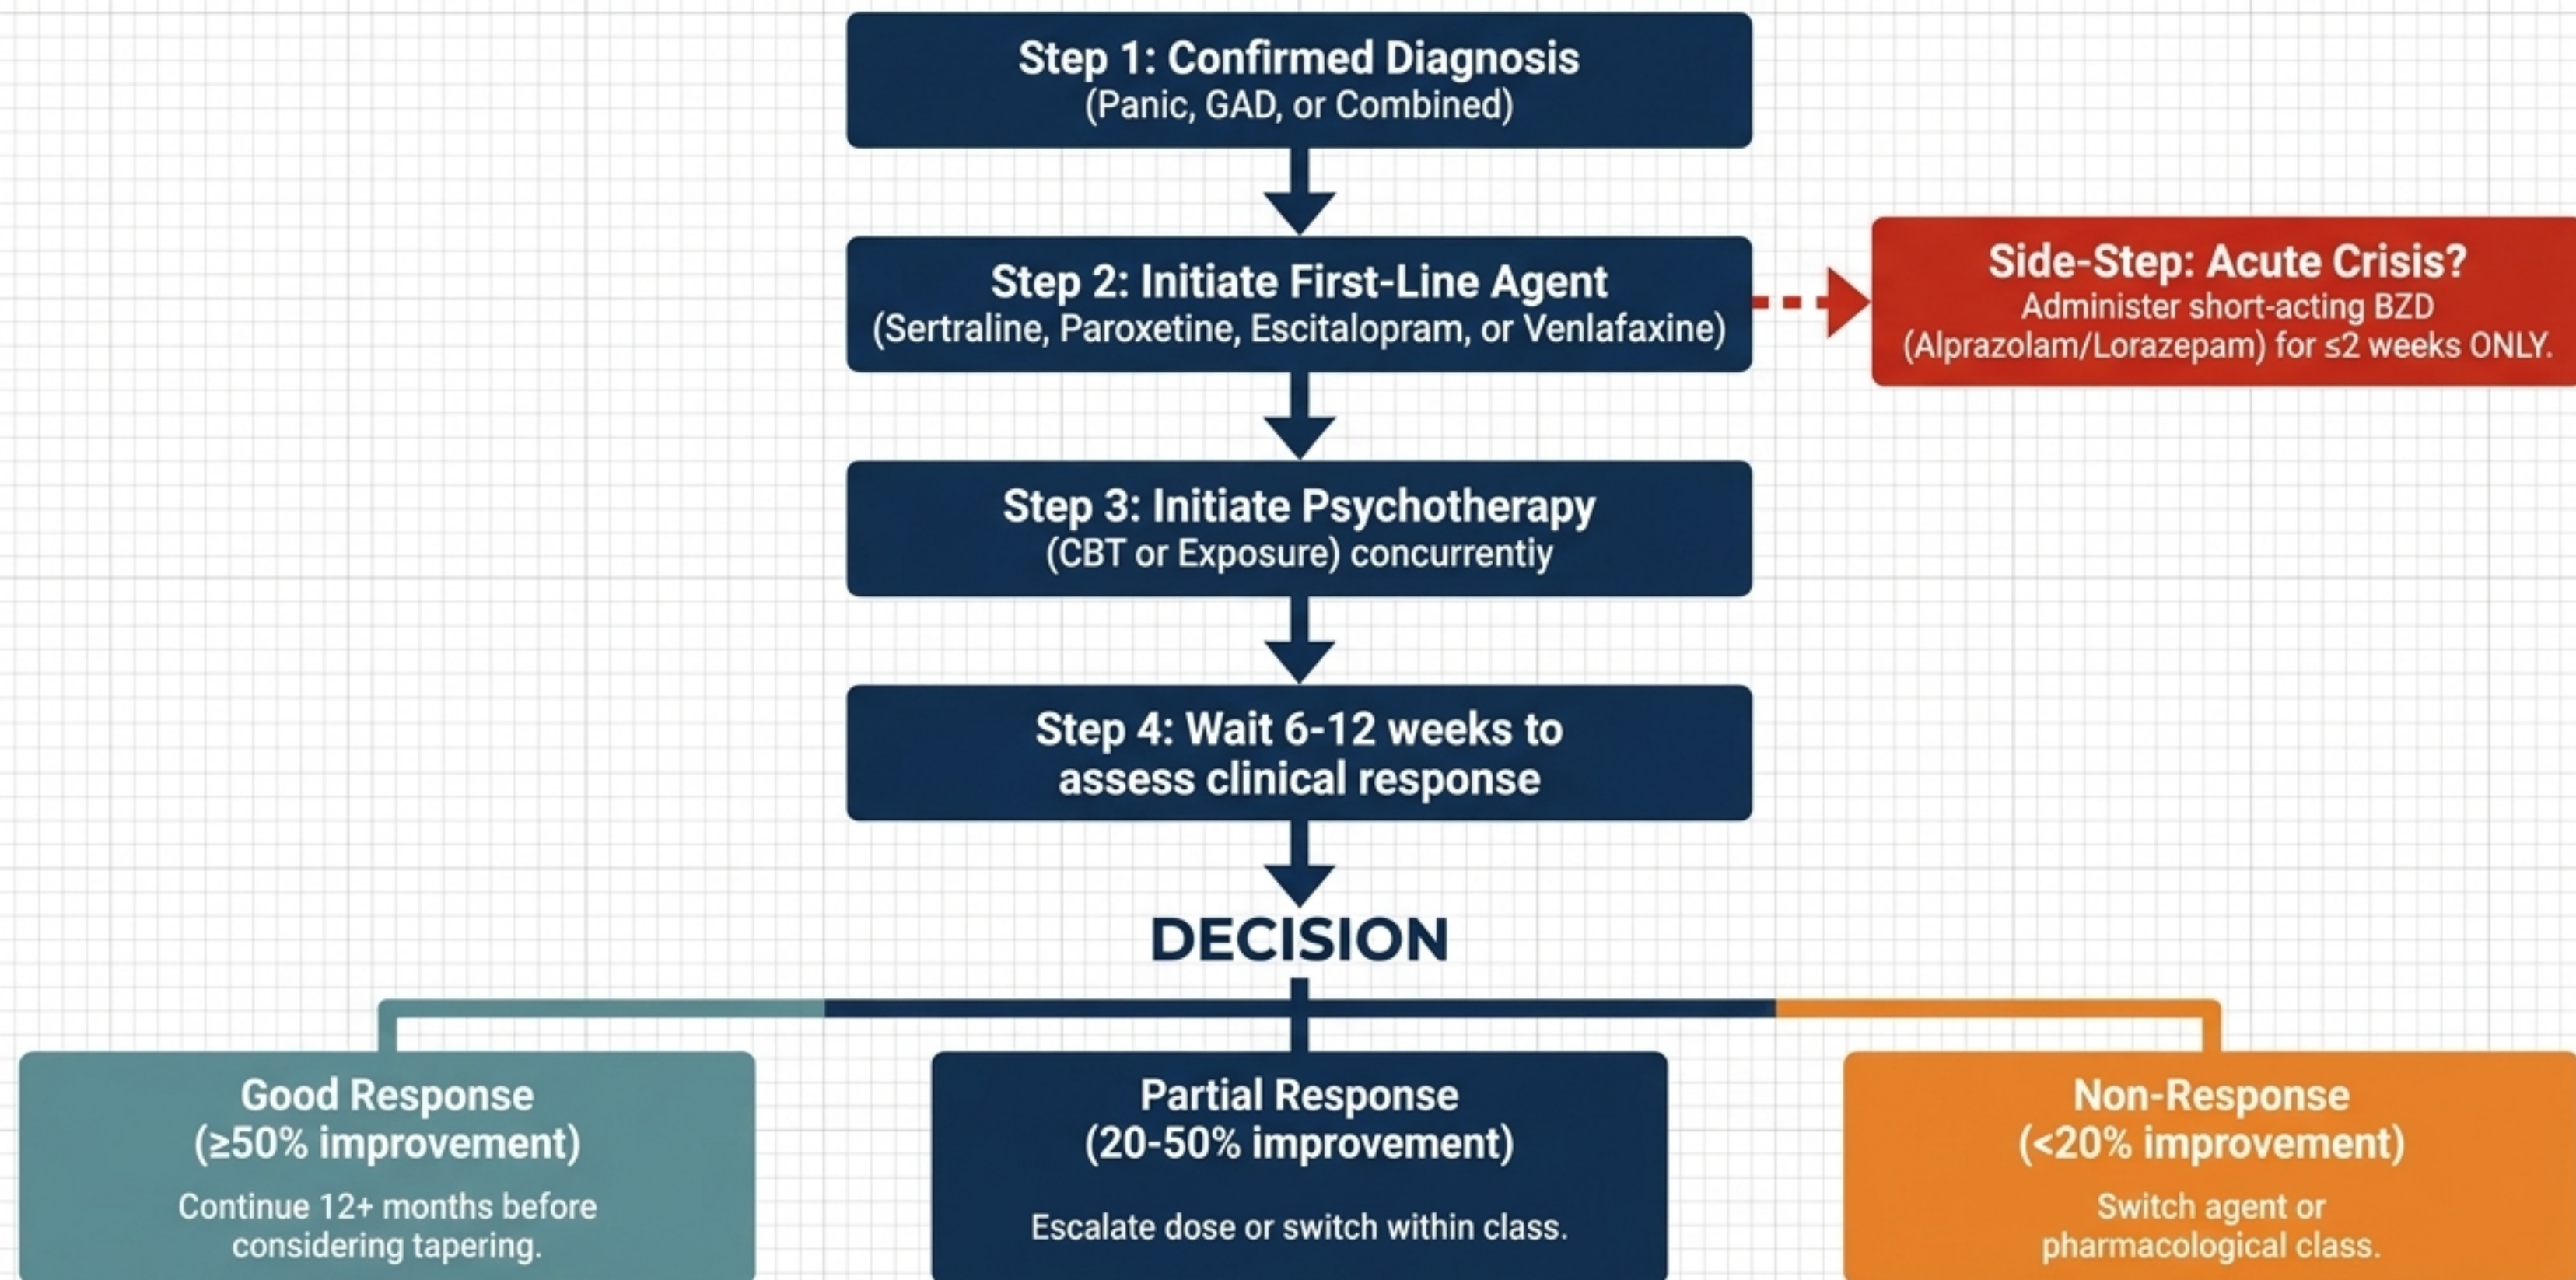 Step 1: Confirmed Diagnosis
(Panic, GAD, or Combined)
Step 2: Initiate First-Line Agent
(Sertraline, Paroxetine, Escitalopram, or Venlafaxine)
Side-Step: Acute Crisis?
Administer short-acting BZD
(Alprazolam/Lorazepam) for ≤2 weeks ONLY.
Step 3: Initiate Psychotherapy
(CBT or Exposure) concurrentiy
Step 4: Wait 6-12 weeks to
assess clinical response
DECISION
Good Response
(≥50% improvement)
Continue 12+ months before
considering tapering.
Partial Response
(20-50% improvement)
Escalate dose or switch within class.
Non-Response
(<20% improvement)
Switch agent or
pharmacological class.